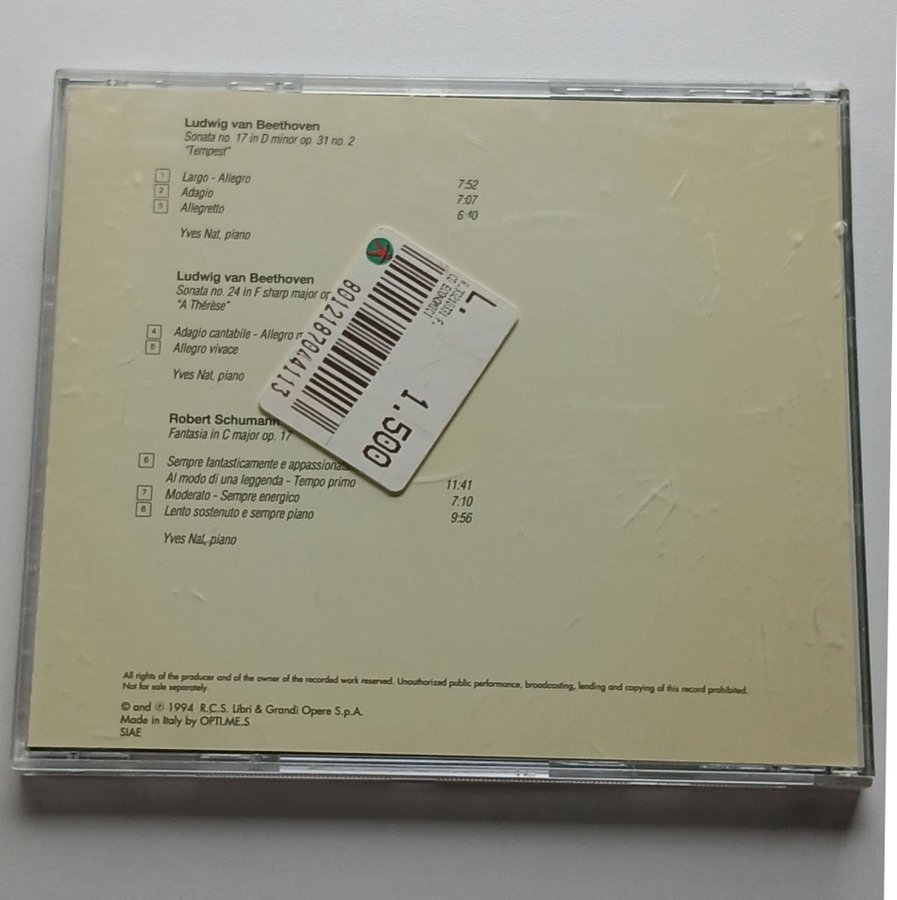 Ludwig van Beethoven
Sonata no. 17 in D minor op. 31 no. 2
"Tempest"
1 Largo - Allegro 7:52
2 Adagio 7:07
3 Allegretto 6:40
Yves Nat, piano
Ludwig van Beethoven
Sonata no. 24 in F sharp major op
"A Thérèse"
4 Adagio cantabile - Allegro
5 Allegro vivace
Yves Nat, piano
Robert Schumann
Fantasia in C major op. 17
6 Sempre fantasticamente e appassionata
Al modo di una leggenda - Tempo primo 11:41
7 Moderato - Sempre energico 7:10
8 Lento sostenuto e sempre piano 9:56
Yves Nat, piano
L. 1.500
CD ECONOMICI
8012187044113
All rights of the producer and of the owner of the recorded work reserved. Unauthorized public performance, broadcasting, lending and copying of this record prohibited.
Not for sale separately.
© and ℗ 1994 R.C.S. Libri & Grandi Opere S.p.A.
Made in Italy by OPTI.ME.S
SIAE